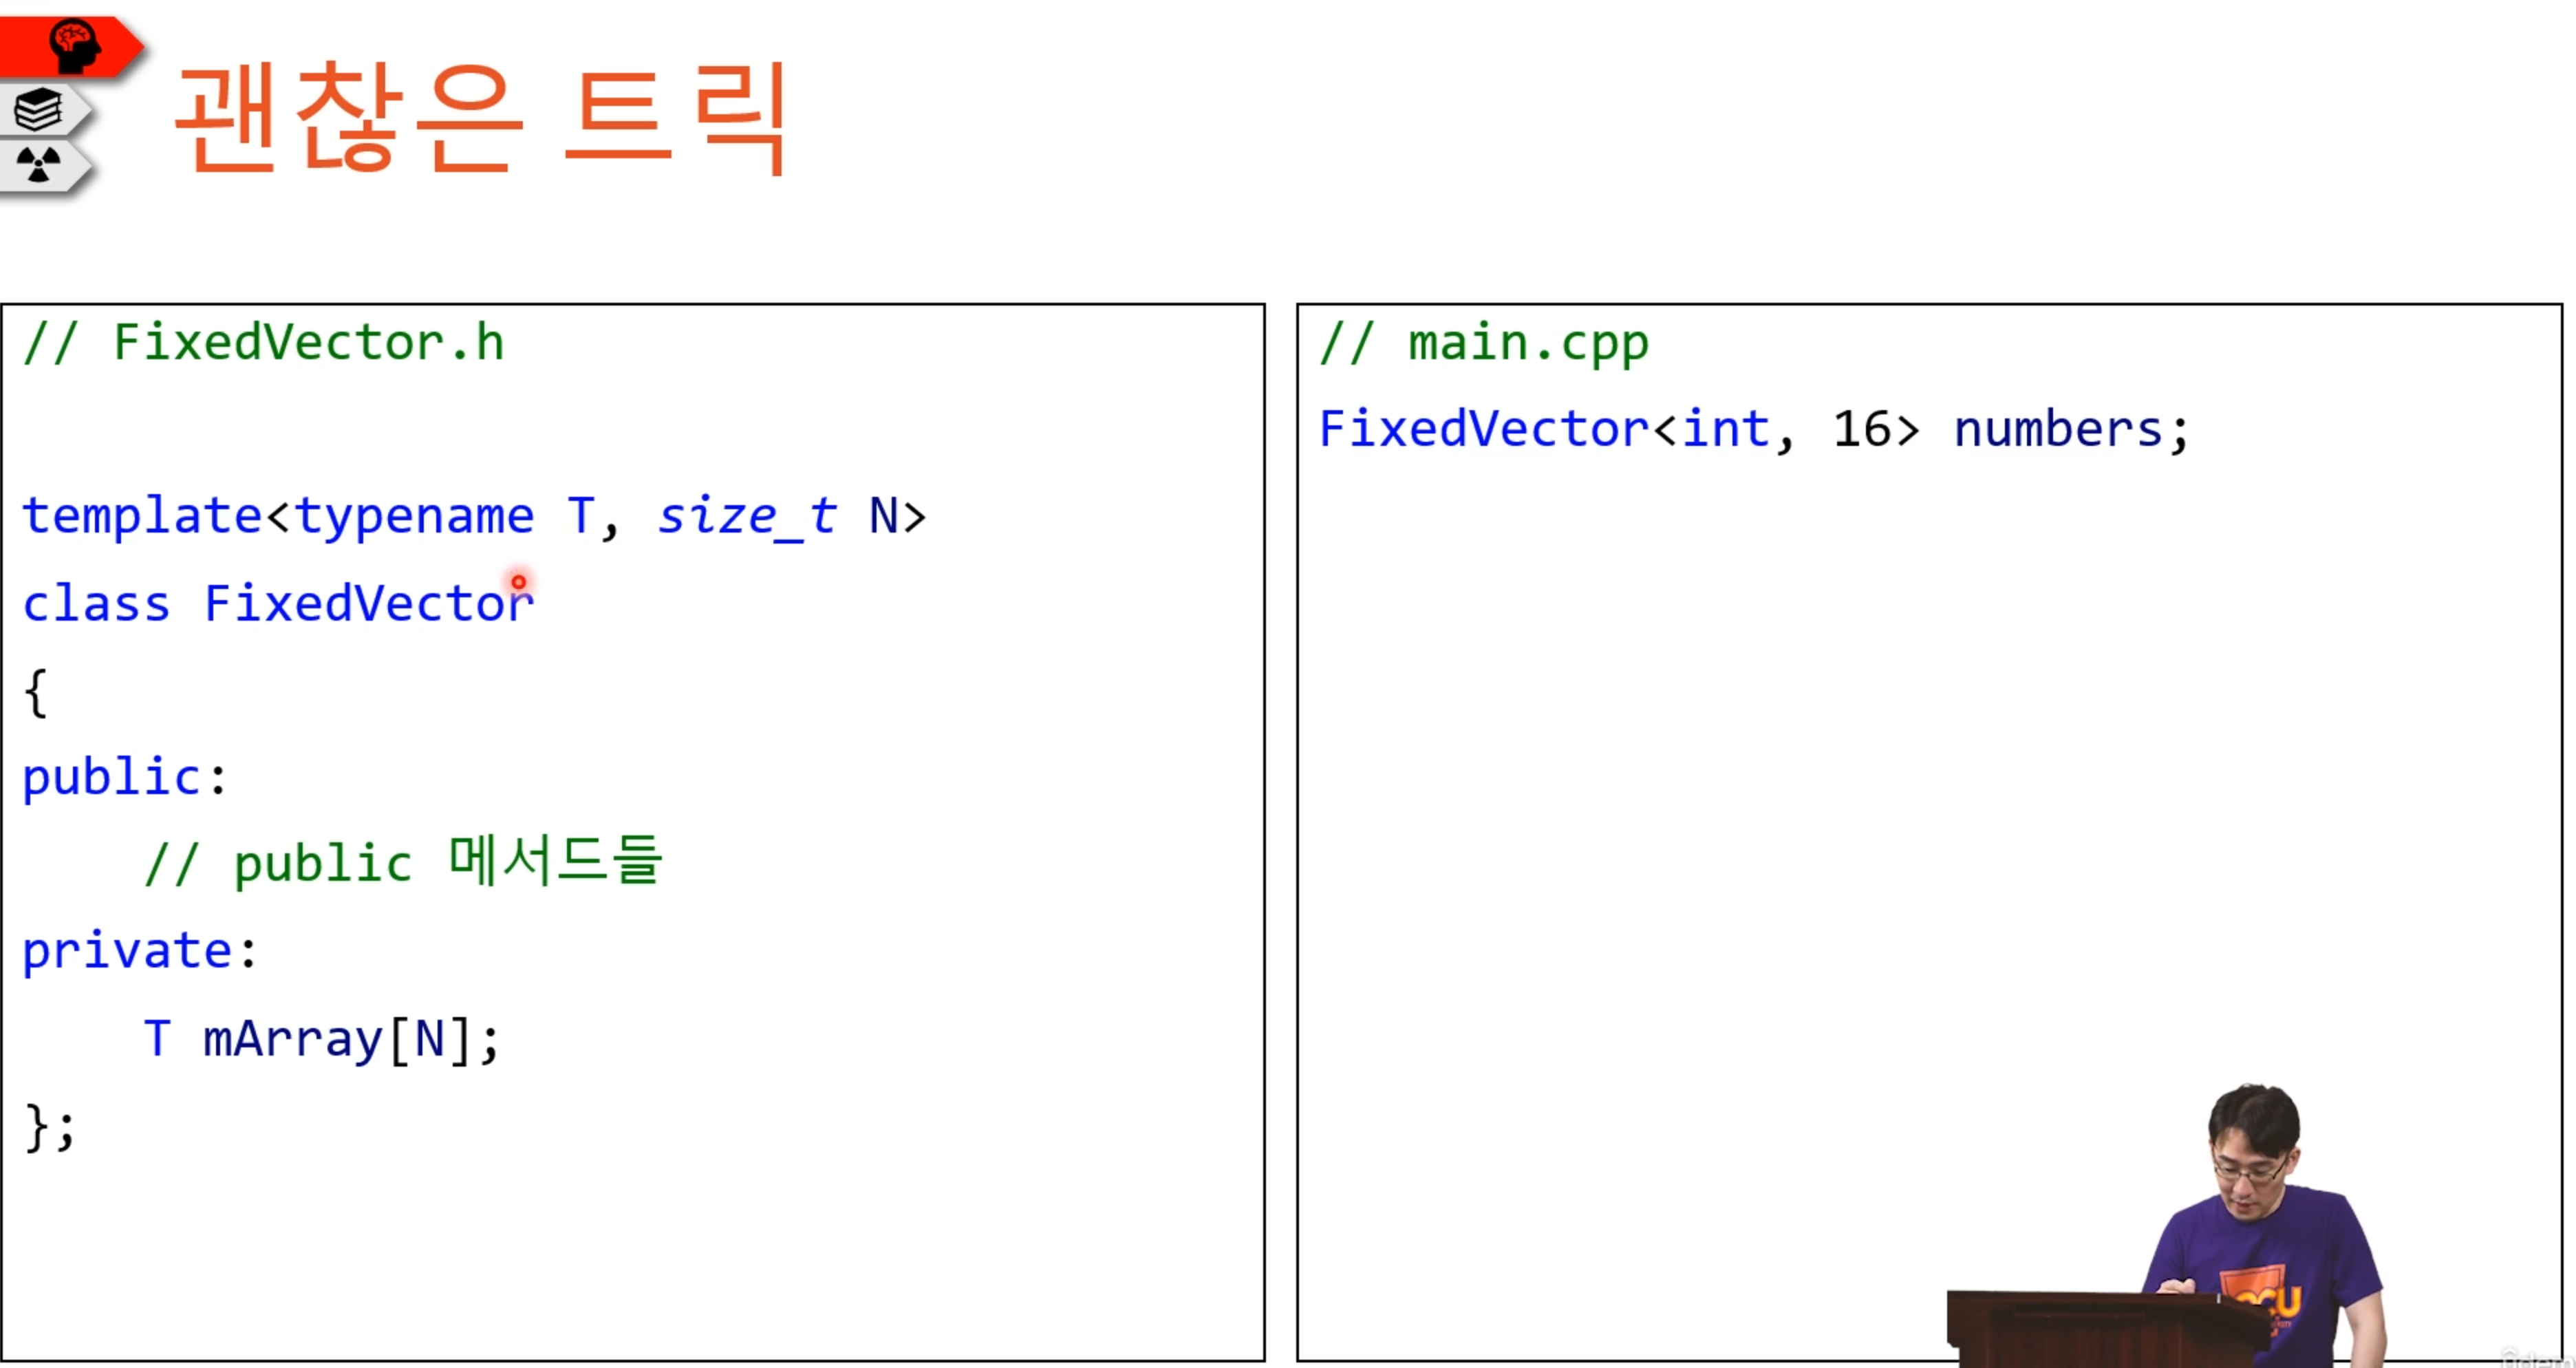 괜찮은 트릭
// FixedVector.h
template<typename T, size_t N>
class FixedVector
{
public:
// public 메서드들
private:
T mArray[N];
};
// main.cpp
FixedVector<int, 16> numbers;